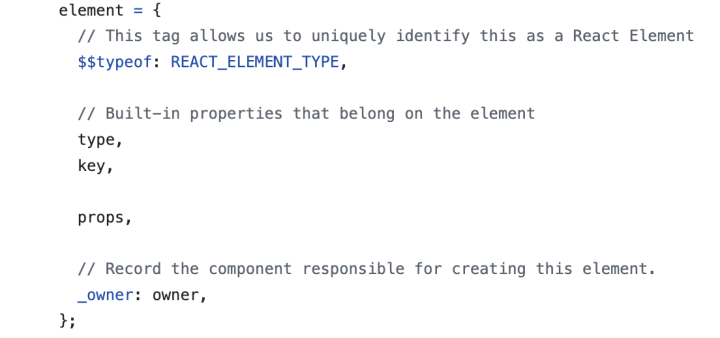 element = {
// This tag allows us to uniquely identify this as a React Element
$$typeof: REACT_ELEMENT_TYPE,
// Built-in properties that belong on the element
type,
key,
props,
// Record the component responsible for creating this element.
_owner: owner,
};